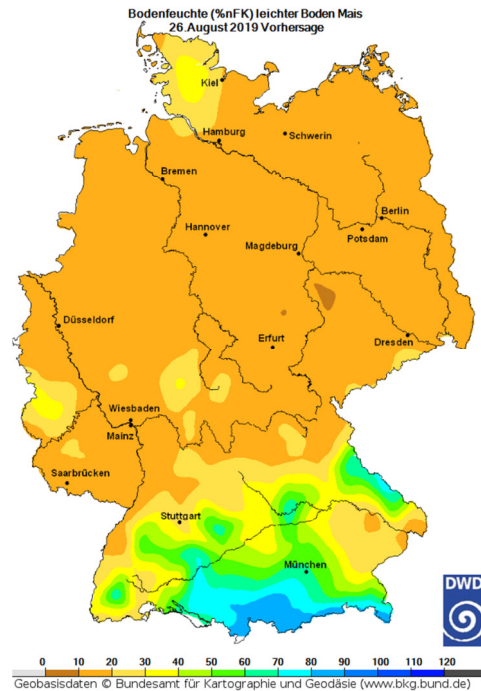 Bodenfeuchte (%nFK) leichter Boden Mais
26.August 2019 Vorhersage
Kiel
Hamburg
Schwerin
Bremen
Berlin
Hannover
Potsdam
Magdeburg
Düsseldorf
Erfurt
Dresden
Wiesbaden
Mainz
Saarbrücken
Stuttgart
München
DWD
0 10 20 30 40 50 60 70 80 90 100 110 120
Geobasisdaten © Bundesamt für Kartographie und Geodäsie (www.bkg.bund.de)